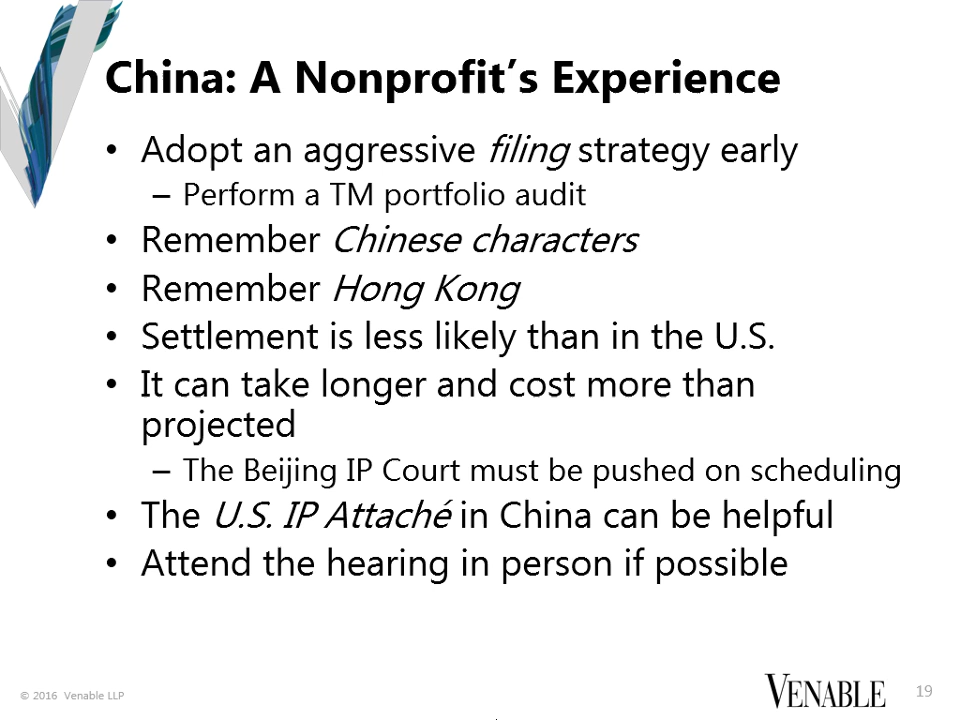 China: A Nonprofit’s Experience
• Adopt an aggressive filing strategy early
– Perform a TM portfolio audit
• Remember Chinese characters
• Remember Hong Kong
• Settlement is less likely than in the U.S.
• It can take longer and cost more than
projected
– The Beijing IP Court must be pushed on scheduling
• The U.S. IP Attaché in China can be helpful
• Attend the hearing in person if possible
© 2016 Venable LLP
VENABLE
19